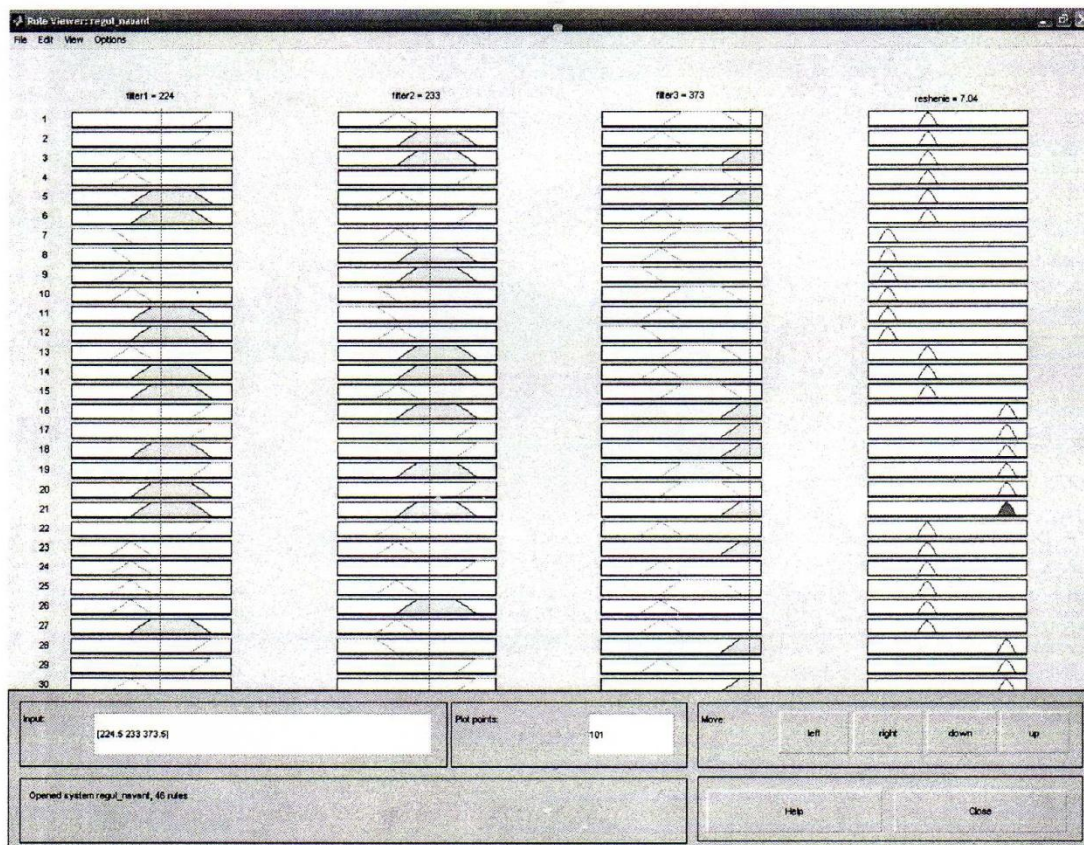 Rule Viewer: regul_navant
File Edit View Options
filter1 = 224
filter2 = 233
filter3 = 373
reshenie = 7.04
1
2
3
4
5
6
7
8
9
10
11
12
13
14
15
16
17
18
19
20
21
22
23
24
25
26
27
28
29
30
Input:
[224.5 233 373.5]
Plot points:
101
Move:
left
right
down
up
Opened system regul_navant, 46 rules
Help
Close